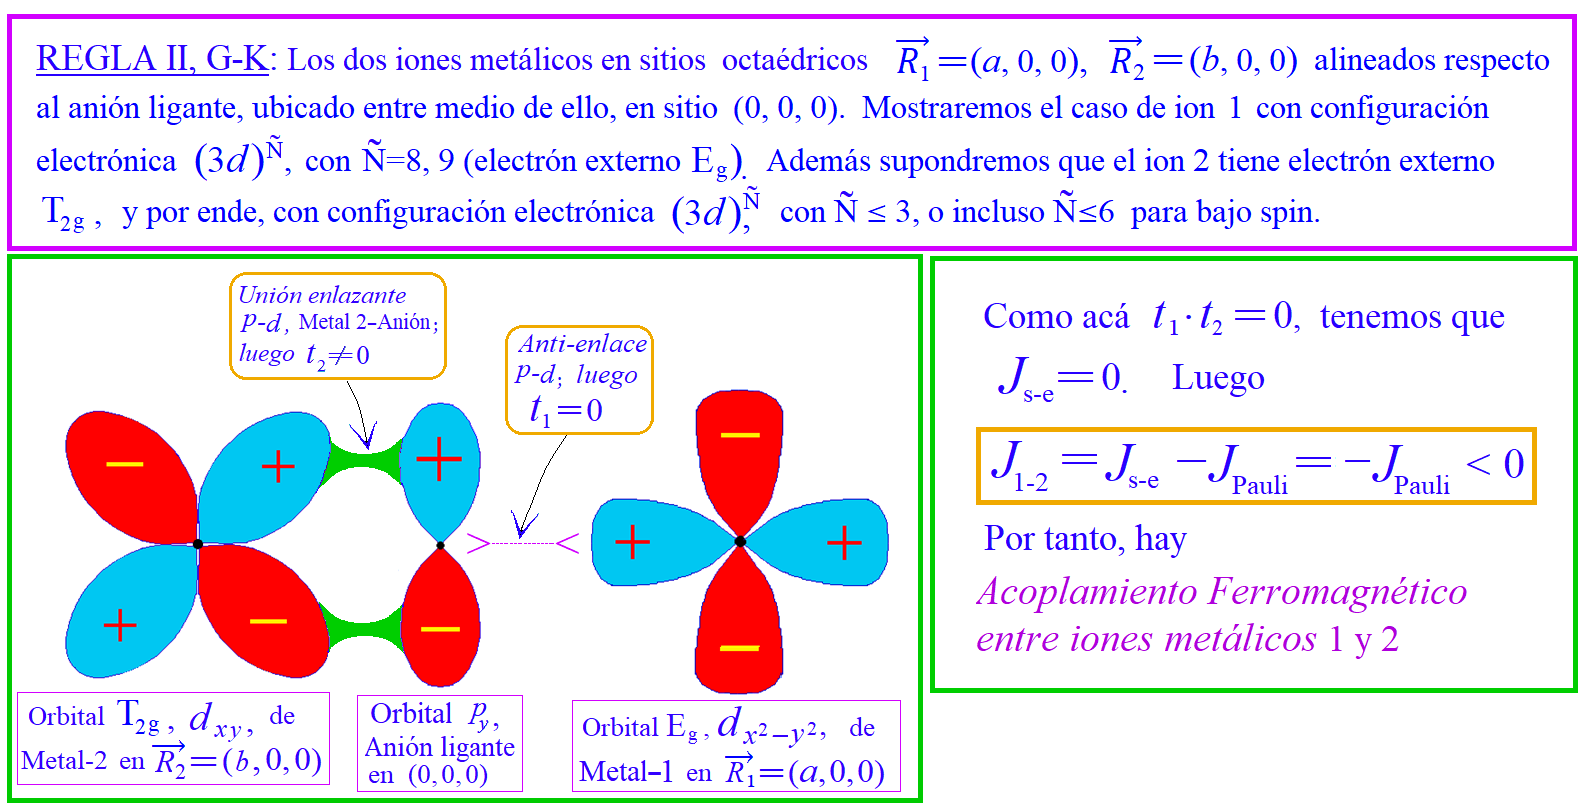 REGLA II, G-K: Los dos iones metálicos en sitios octaédricos R⃗₁=(a, 0, 0), R⃗₂=(b, 0, 0) alineados respecto
al anión ligante, ubicado entre medio de ello, en sitio (0, 0, 0). Mostraremos el caso de ion 1 con configuración
electrónica (3d)^Ñ, con Ñ=8, 9 (electrón externo E_g). Además supondremos que el ion 2 tiene electrón externo
T₂g, y por ende, con configuración electrónica (3d)^Ñ, con Ñ ≤ 3, o incluso Ñ≤6 para bajo spin.
Unión enlazante
p-d, Metal 2-Anión;
luego t₂≠0
Anti-enlace
p-d; luego
t₁=0
−
+
+
−
+
−
+
−
−
+
+
−
> <
Orbital T₂g, d_xy, de
Metal-2 en R⃗₂=(b,0,0)
Orbital p_y,
Anión ligante
en (0,0,0)
Orbital E_g, d_x²−y², de
Metal-1 en R⃗₁=(a,0,0)
Como acá t₁·t₂=0, tenemos que
J_s-e=0. Luego
J_1-2=J_s-e −J_Pauli=−J_Pauli < 0
Por tanto, hay
Acoplamiento Ferromagnético
entre iones metálicos 1 y 2